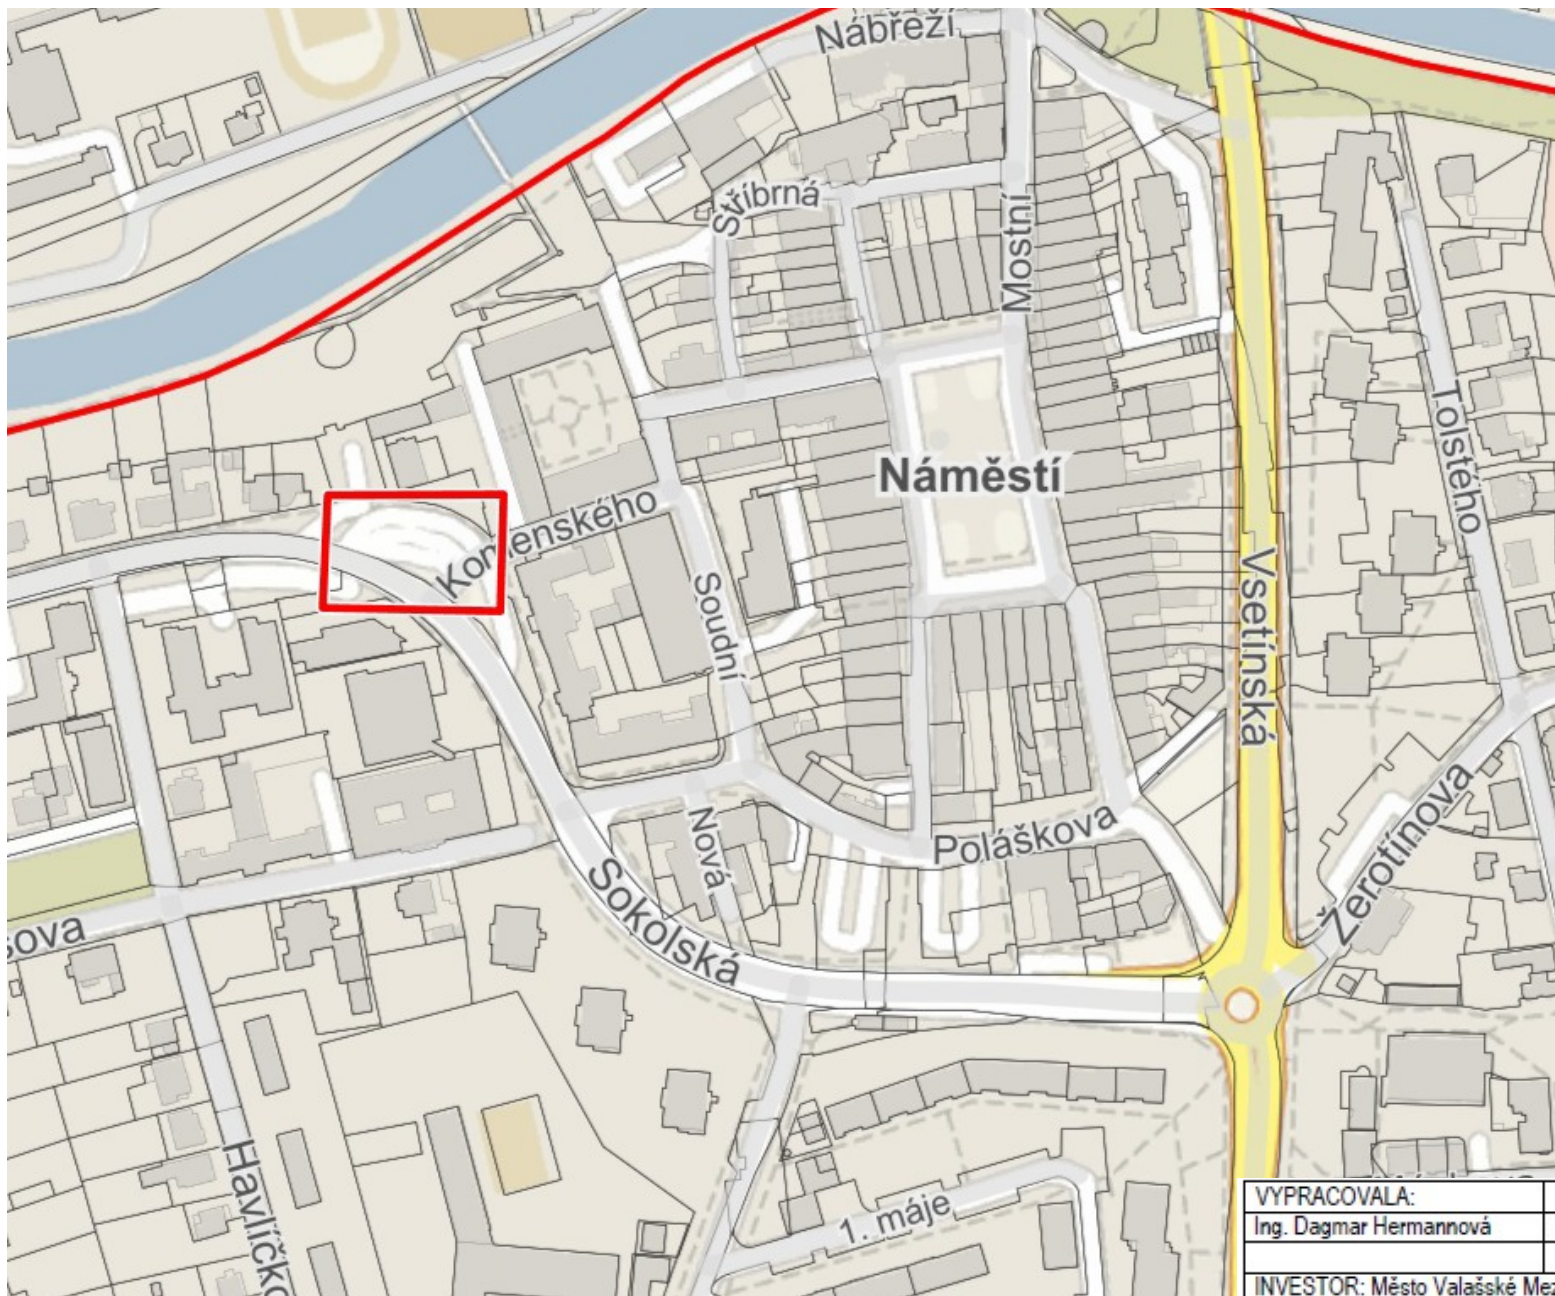 Nábřeží
Stříbrná
Mostní
Tolstého
Náměstí
Komenského
Soudní
Vsetínská
Nová
Poláškova
Žerotínova
Sokolská
sova
Havlíčko
1. máje
VYPRACOVALA:
Ing. Dagmar Hermannová
INVESTOR: Město Valašské Mez